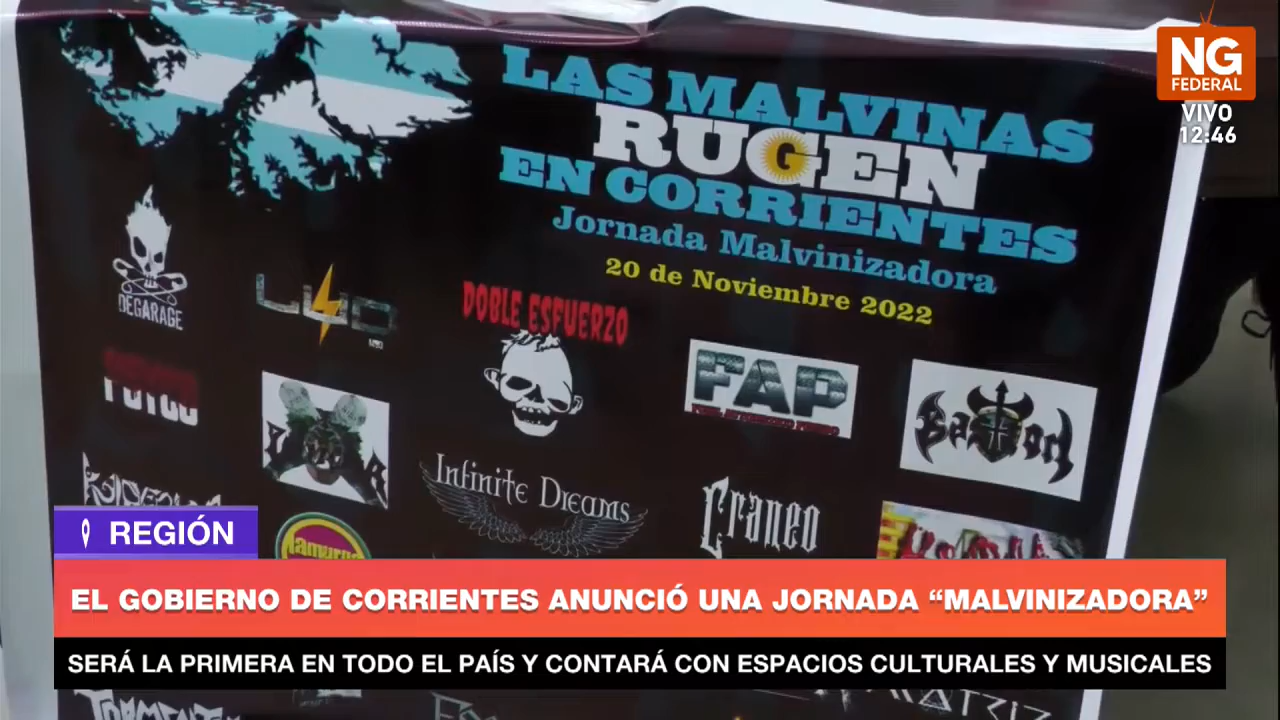 LAS MALVINAS
RUGEN
EN CORRIENTES
Jornada Malvinizadora
20 de Noviembre 2022
NG
FEDERAL
VIVO
12:46
DEGARAGE
DOBLE ESFUERZO
FAP
Bastion
Infinite Dreams
Craneo
REGIÓN
EL GOBIERNO DE CORRIENTES ANUNCIÓ UNA JORNADA “MALVINIZADORA”
SERÁ LA PRIMERA EN TODO EL PAÍS Y CONTARÁ CON ESPACIOS CULTURALES Y MUSICALES